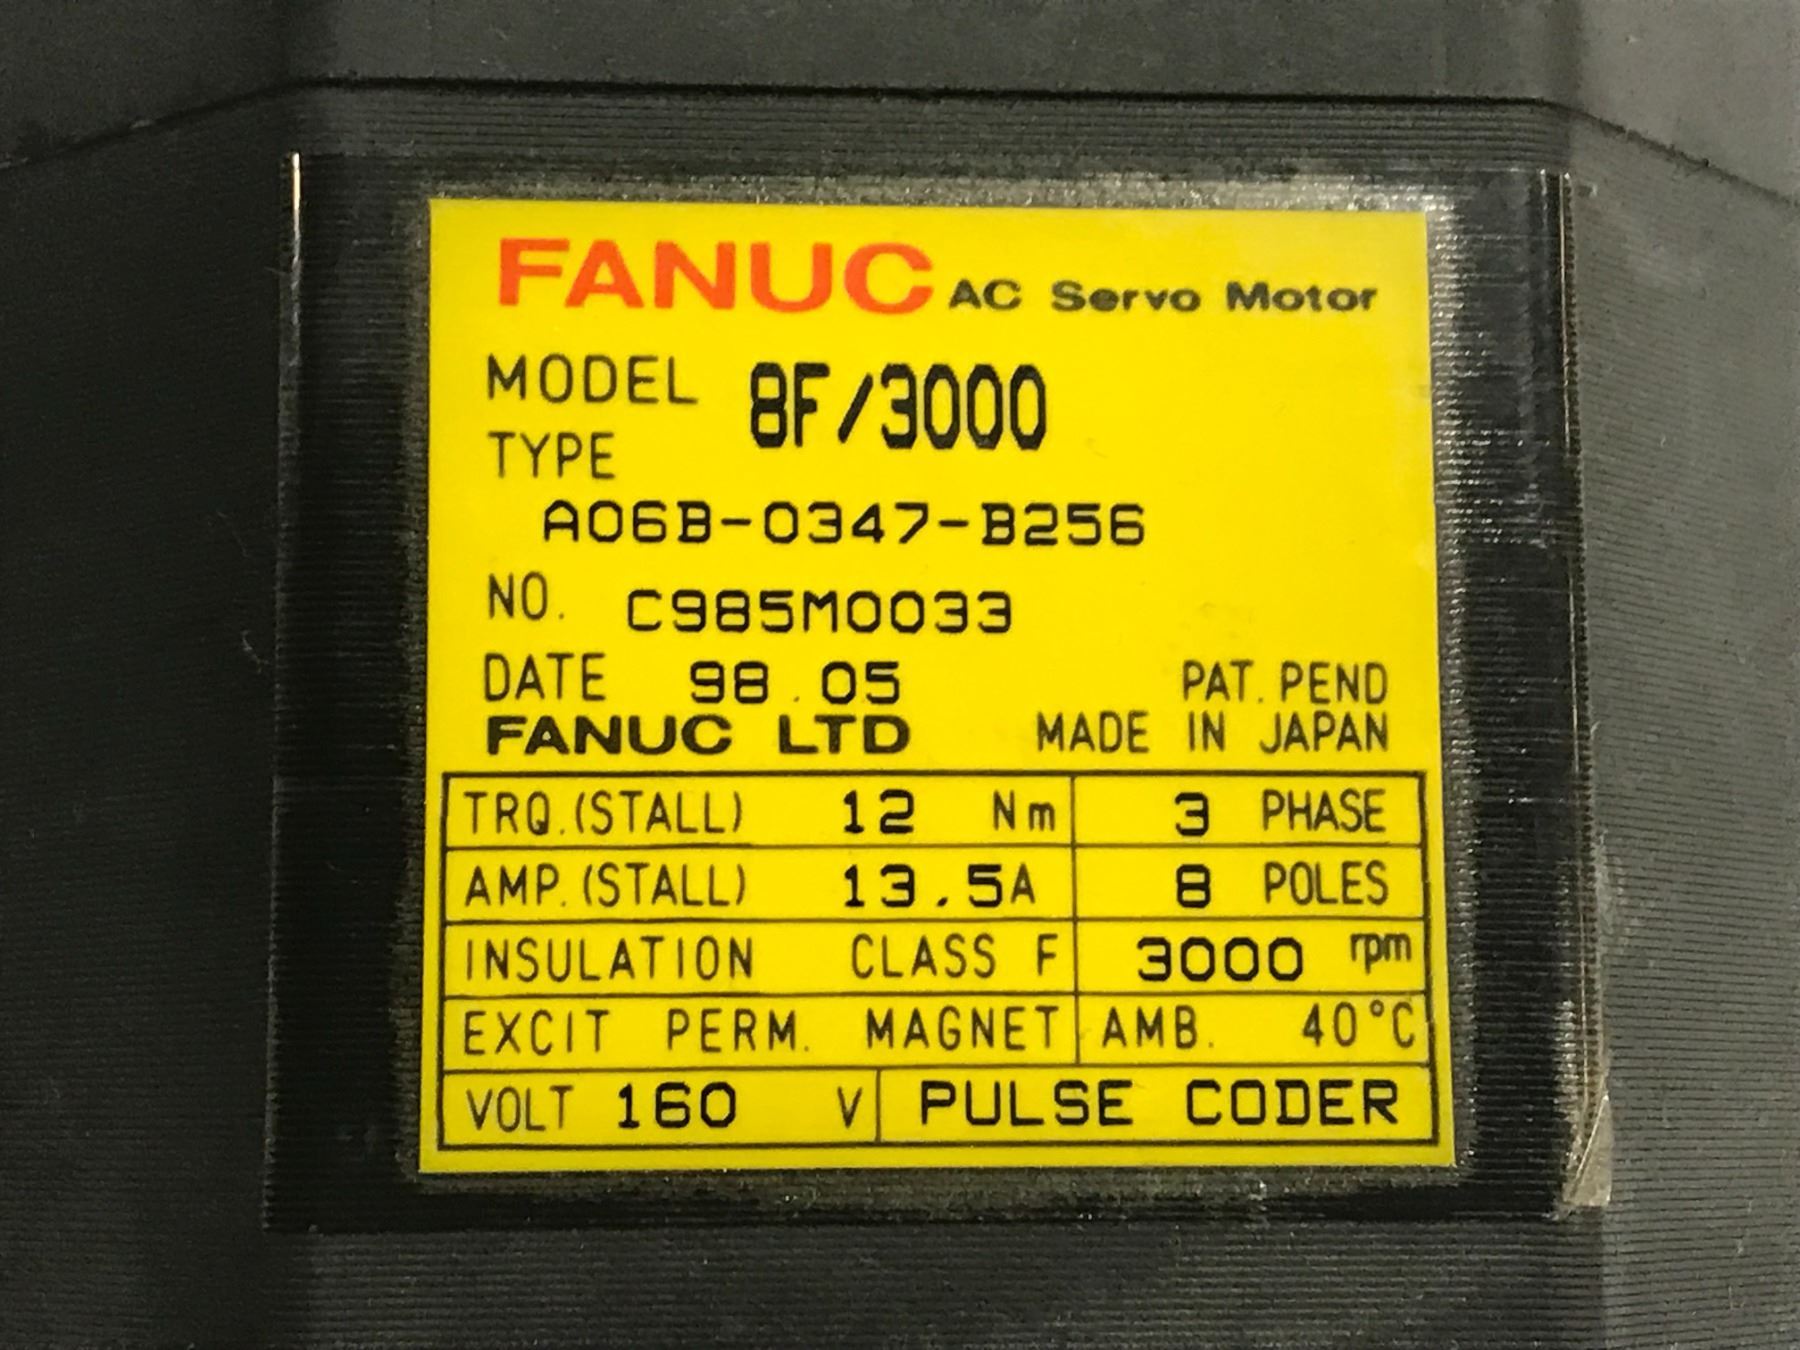 FANUC AC Servo Motor
MODEL 8F/3000
TYPE
A06B-0347-B256
NO. C985M0033
DATE 98.05 PAT. PEND
FANUC LTD MADE IN JAPAN
TRQ.(STALL) 12 Nm 3 PHASE
AMP.(STALL) 13.5A 8 POLES
INSULATION CLASS F 3000 rpm
EXCIT PERM. MAGNET AMB. 40°C
VOLT 160 V PULSE CODER